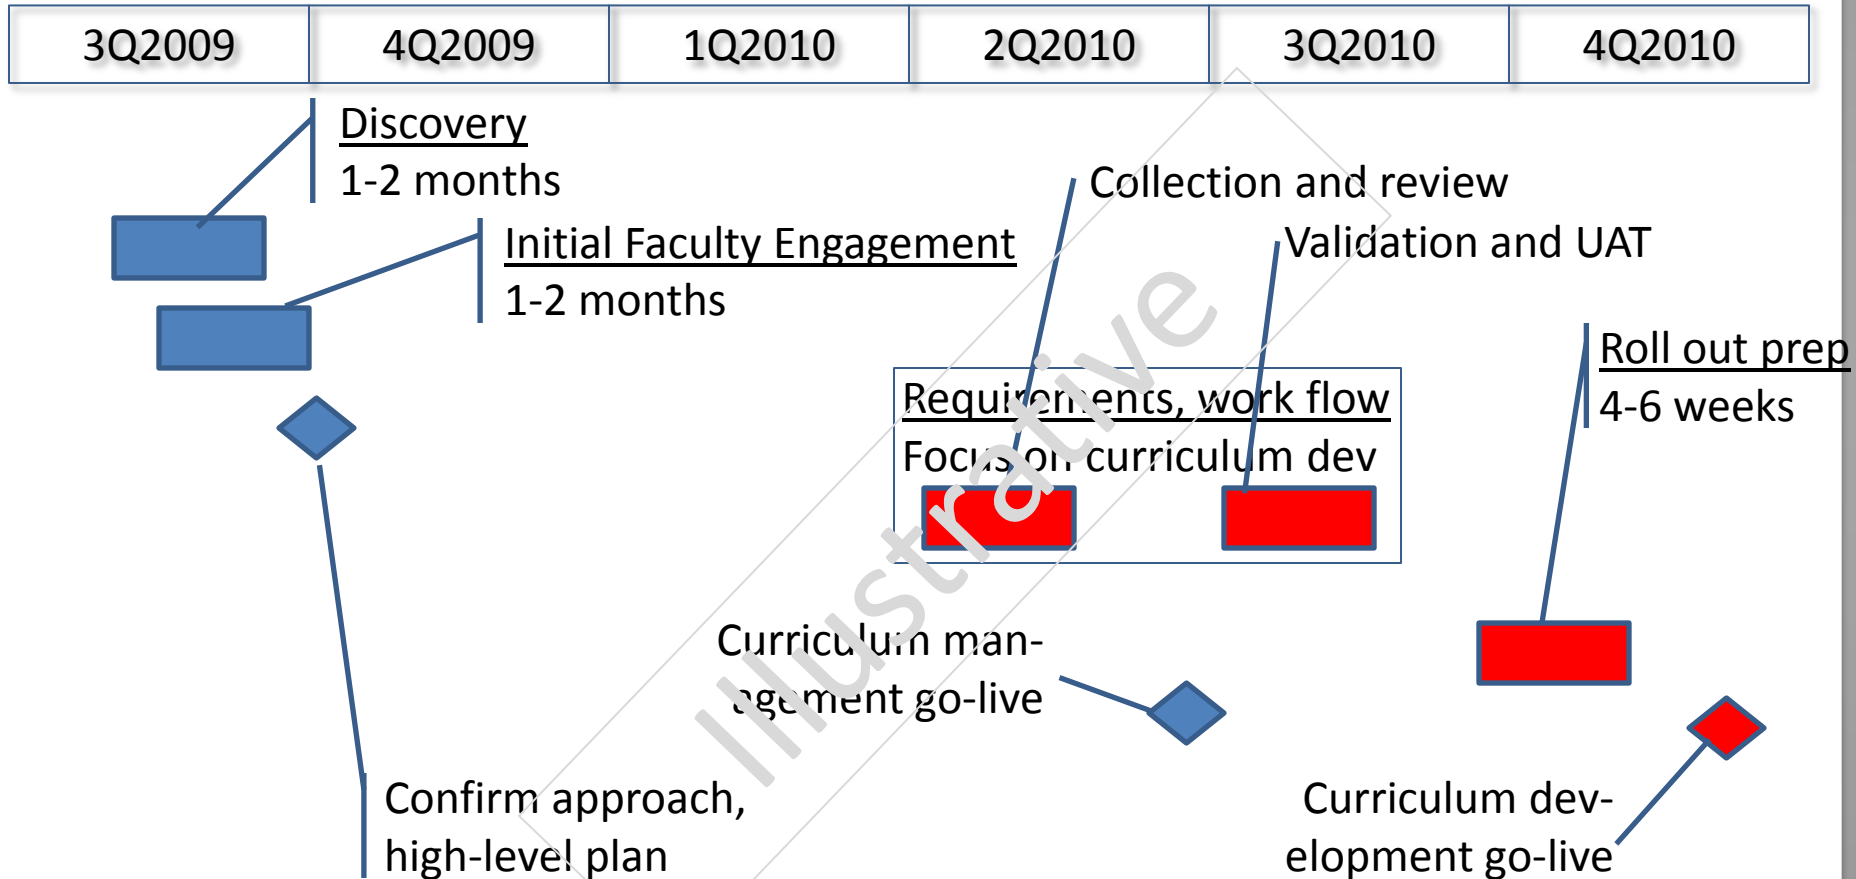 3Q2009 4Q2009 1Q2010 2Q2010 3Q2010 4Q2010
Discovery
1-2 months
Initial Faculty Engagement
1-2 months
Collection and review
Validation and UAT
Roll out prep
4-6 weeks
Requirements, work flow
Focus on curriculum dev
Illustrative
Curriculum man-
agement go-live
Confirm approach,
high-level plan
Curriculum dev-
elopment go-live